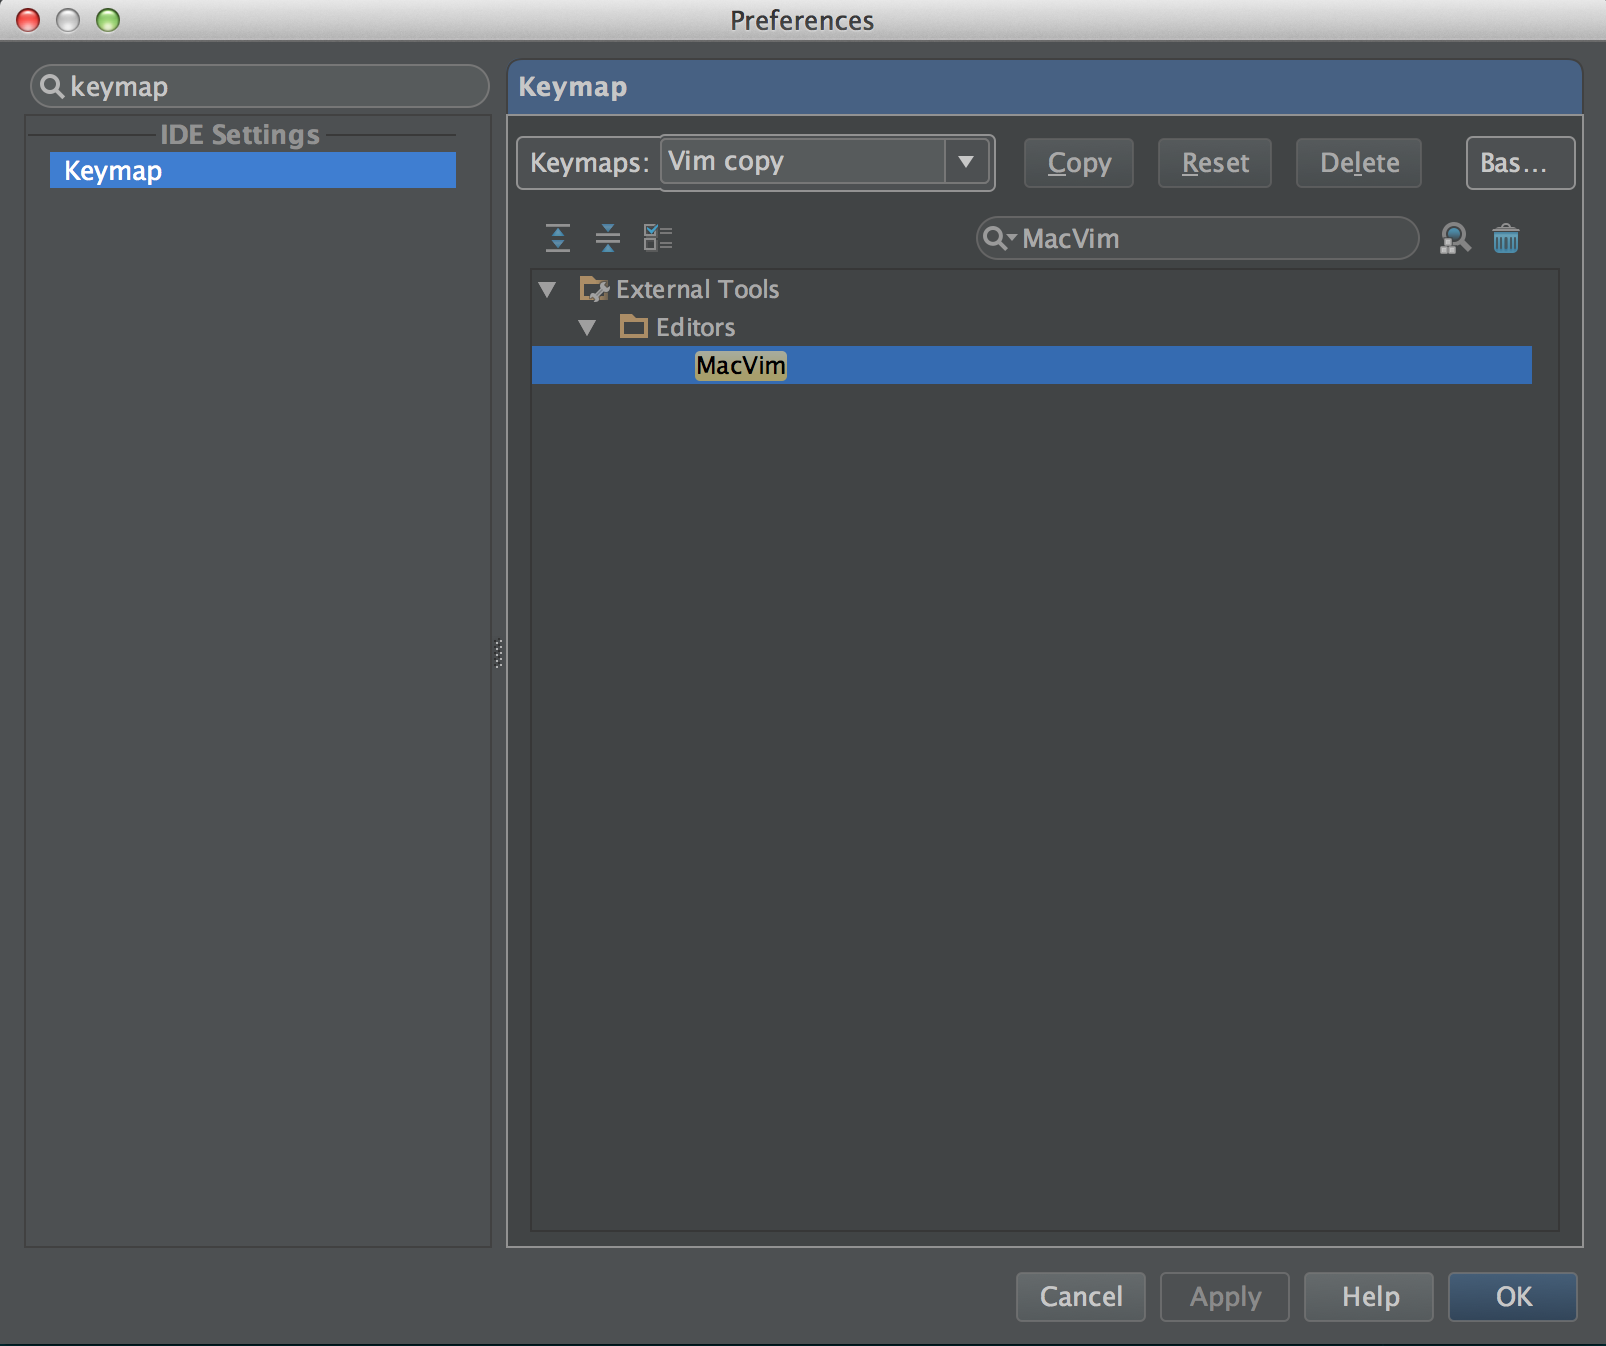 Preferences
keymap
IDE Settings
Keymap
Keymap
Keymaps: Vim copy Copy Reset Delete Bas...
MacVim
External Tools
Editors
MacVim
Cancel Apply Help OK